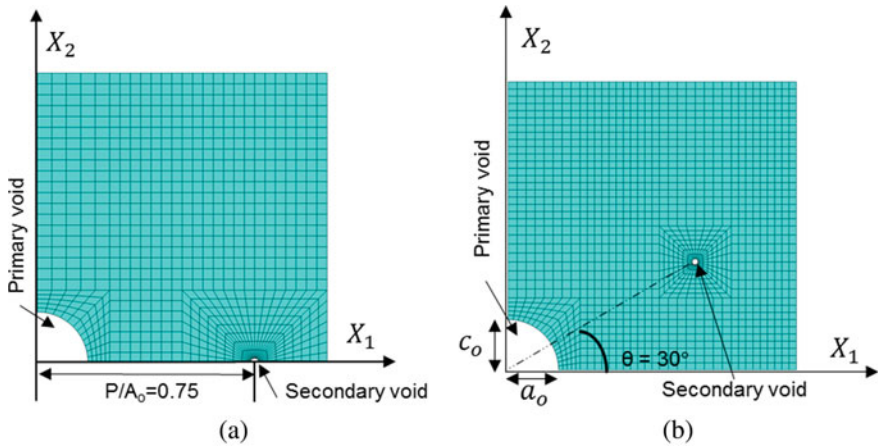 X₂
Primary void
X₁
P/Aₒ=0.75
Secondary void
(a)
X₂
Primary void
cₒ
θ = 30°
X₁
aₒ
Secondary void
(b)